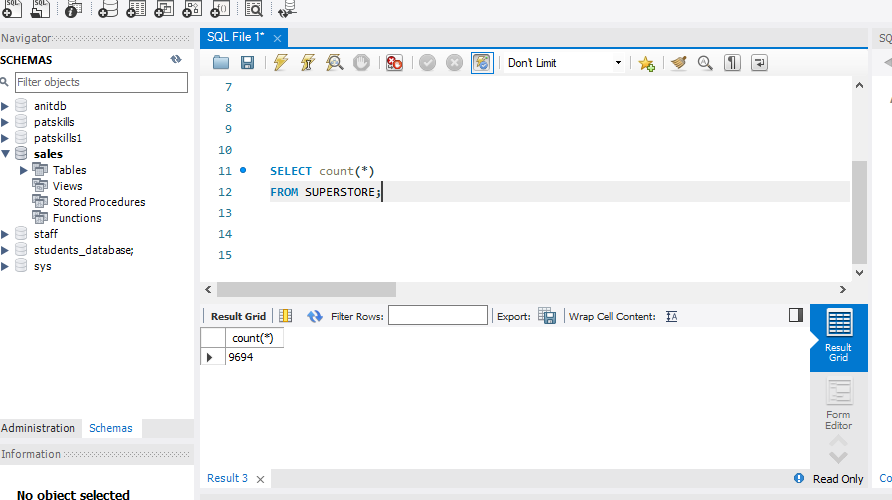 SQL
SQL
Navigator
SCHEMAS
Filter objects
anitdb
patskills
patskills1
sales
Tables
Views
Stored Procedures
Functions
staff
students_database;
sys
Administration Schemas
Information
No object selected
SQL File 1*
Don't Limit
7
8
9
10
11 SELECT count(*)
12 FROM SUPERSTORE;
13
14
15
Result Grid Filter Rows: Export: Wrap Cell Content:
count(*)
9694
Result
Grid
Form
Editor
Result 3 Read Only
SQ
Co